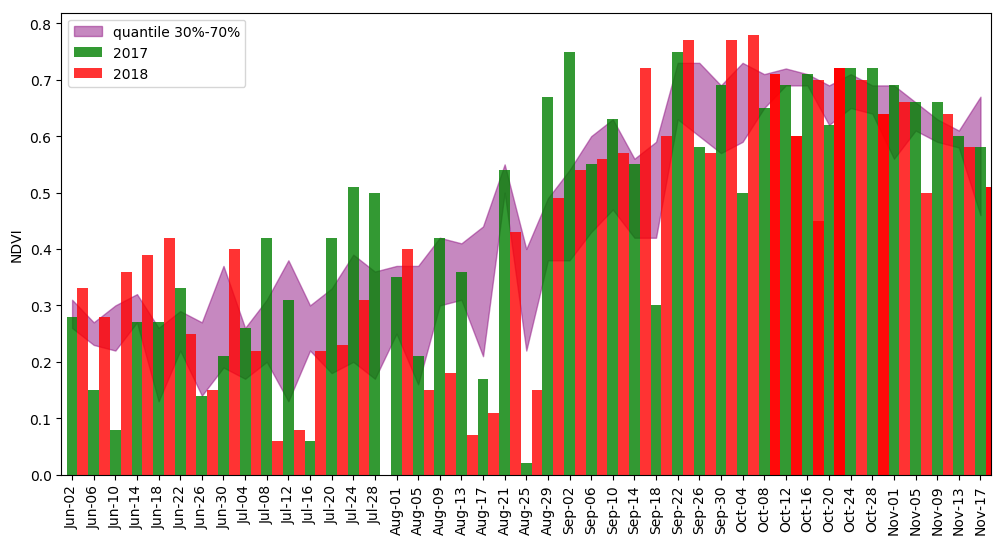 0.8
0.7
0.6
0.5
0.4
0.3
0.2
0.1
0.0
NDVI
quantile 30%-70%
2017
2018
Jun-02
Jun-06
Jun-10
Jun-14
Jun-18
Jun-22
Jun-26
Jun-30
Jul-04
Jul-08
Jul-12
Jul-16
Jul-20
Jul-24
Jul-28
Aug-01
Aug-05
Aug-09
Aug-13
Aug-17
Aug-21
Aug-25
Aug-29
Sep-02
Sep-06
Sep-10
Sep-14
Sep-18
Sep-22
Sep-26
Sep-30
Oct-04
Oct-08
Oct-12
Oct-16
Oct-20
Oct-24
Oct-28
Nov-01
Nov-05
Nov-09
Nov-13
Nov-17